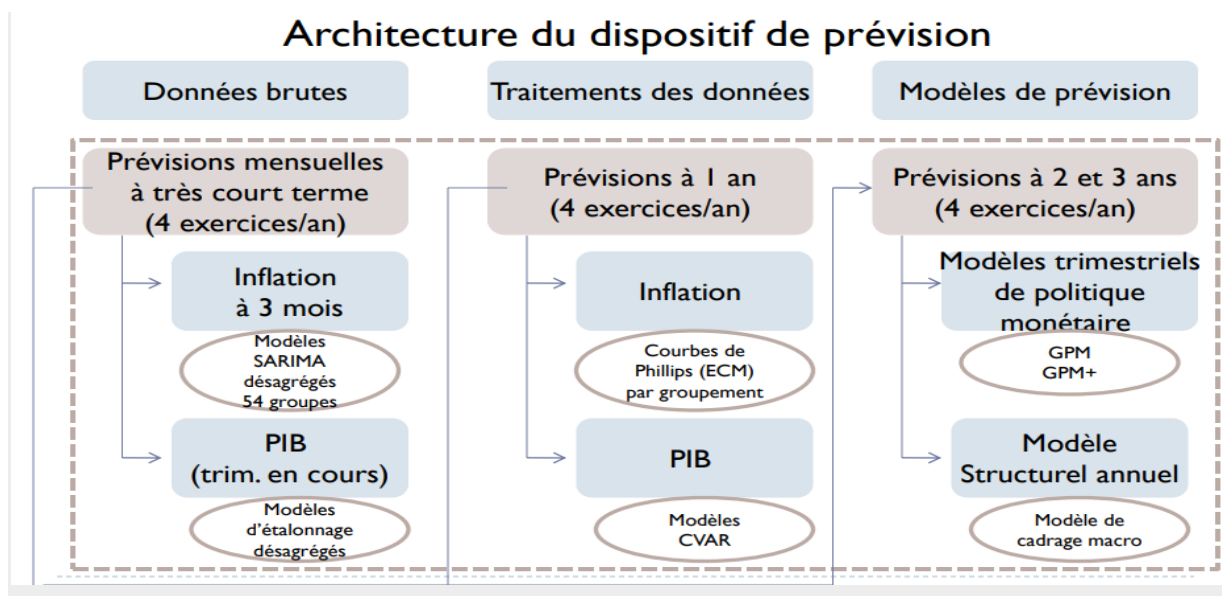 Architecture du dispositif de prévision
Données brutes
Traitements des données
Modèles de prévision
Prévisions mensuelles
à très court terme
(4 exercices/an)
Inflation
à 3 mois
Modèles
SARIMA
désagrégés
54 groupes
PIB
(trim. en cours)
Modèles
d'étalonnage
désagrégés
Prévisions à 1 an
(4 exercices/an)
Inflation
Courbes de
Phillips (ECM)
par groupement
PIB
Modèles
CVAR
Prévisions à 2 et 3 ans
(4 exercices/an)
Modèles trimestriels
de politique
monétaire
GPM
GPM+
Modèle
Structurel annuel
Modèle de
cadrage macro